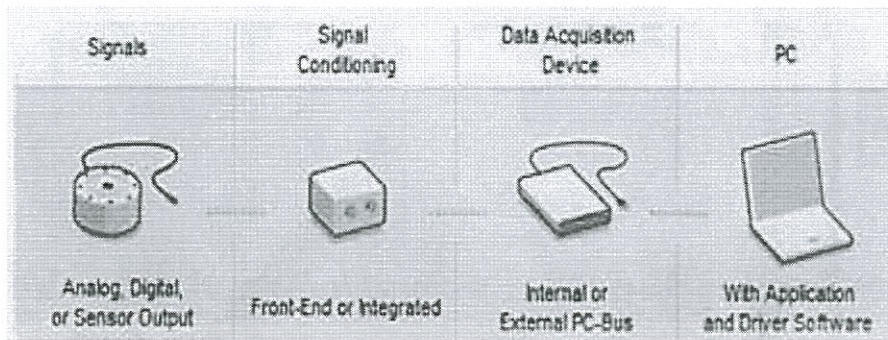 Signals
Signal
Conditioning
Data Acquisition
Device
PC
Analog, Digital,
or Sensor Output
Front-End or Integrated
Internal or
External PC-Bus
With Application
and Driver Software